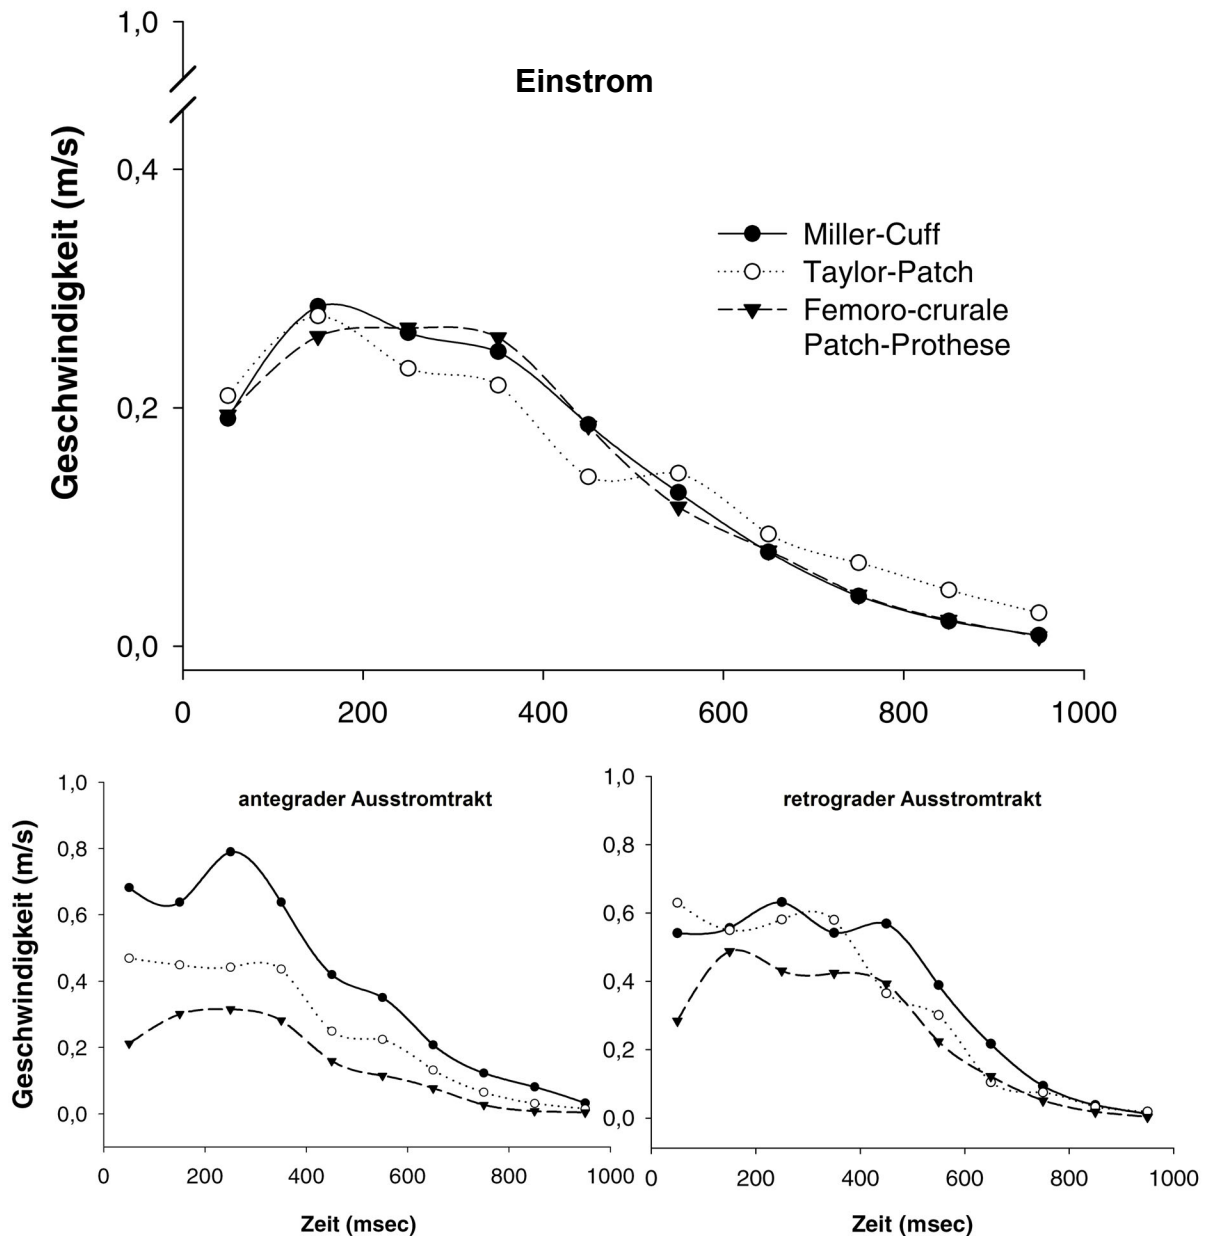 1,0
Einstrom
Geschwindigkeit (m/s)
0,4
Miller-Cuff
Taylor-Patch
Femoro-crurale
Patch-Prothese
0,2
0,0
0 200 400 600 800 1000
antegrader Ausstromtrakt
Geschwindigkeit (m/s)
1,0
0,8
0,6
0,4
0,2
0,0
0 200 400 600 800 1000
Zeit (msec)
retrograder Ausstromtrakt
1,0
0,8
0,6
0,4
0,2
0,0
0 200 400 600 800 1000
Zeit (msec)